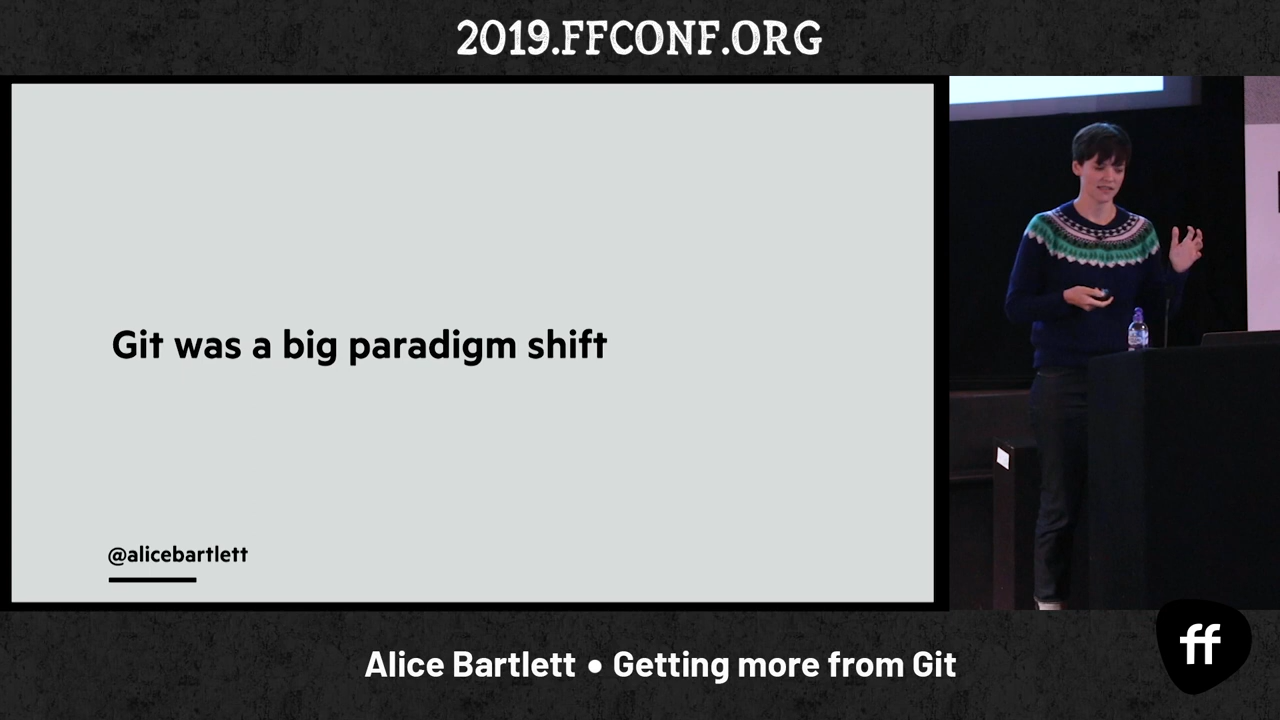 2019.FFCONF.ORG
Git was a big paradigm shift
@alicebartlett
Alice Bartlett • Getting more from Git
ff